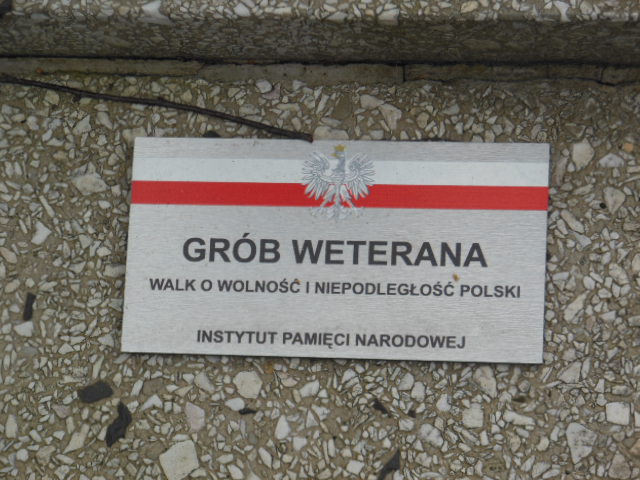 GRÓB WETERANA
WALK O WOLNOŚĆ I NIEPODLEGŁOŚĆ POLSKI
INSTYTUT PAMIĘCI NARODOWEJ